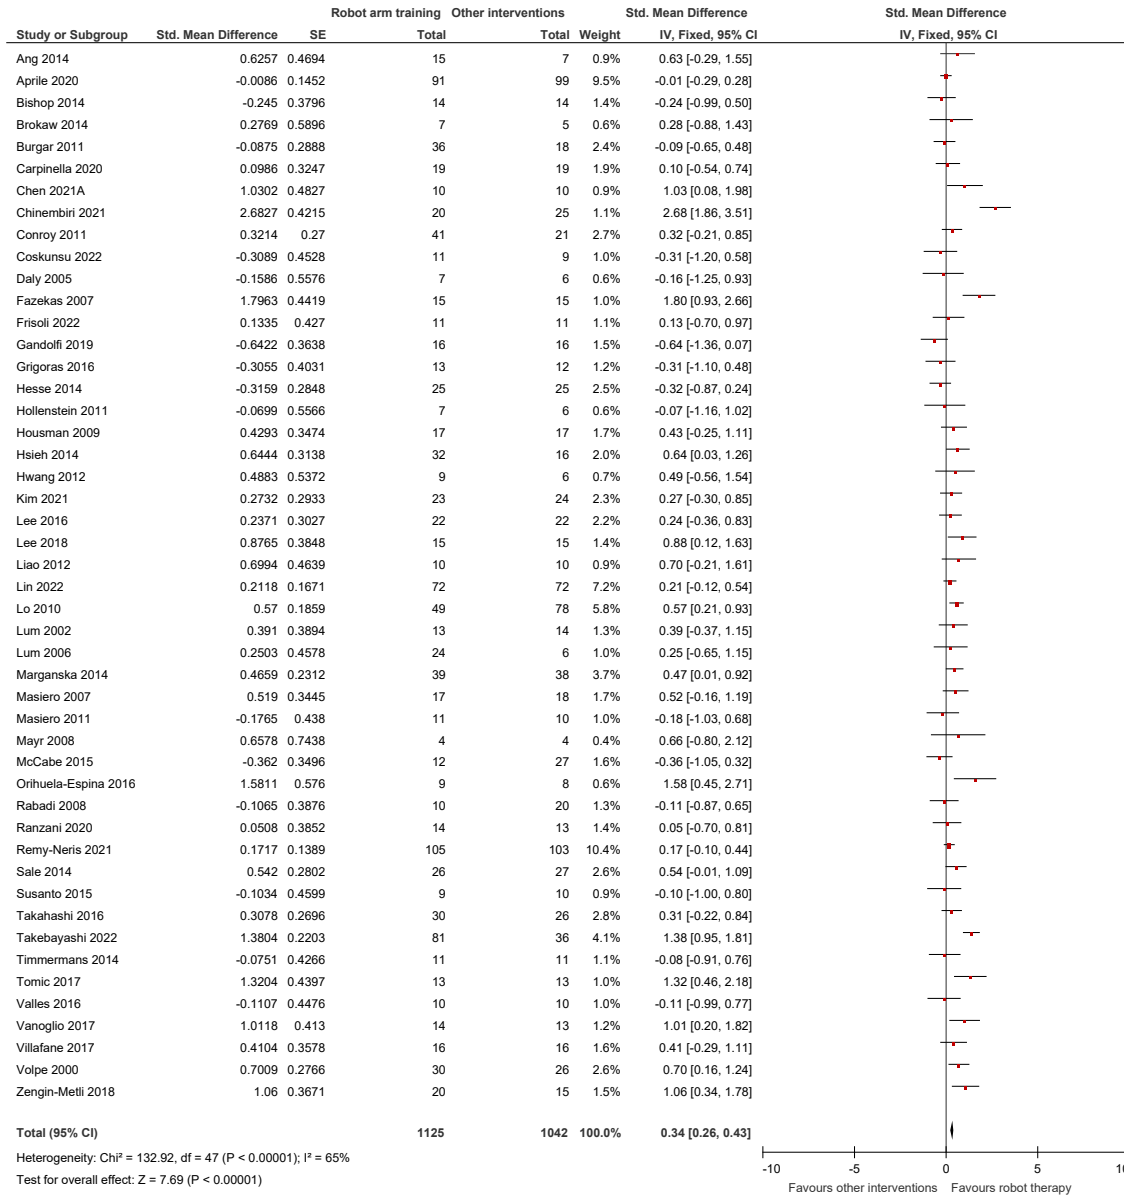 Robot arm training Other interventions Std. Mean Difference Std. Mean Difference
Study or Subgroup Std. Mean Difference SE Total Total Weight IV, Fixed, 95% CI IV, Fixed, 95% CI
Ang 2014 0.6257 0.4694 15 7 0.9% 0.63 [-0.29, 1.55]
Aprile 2020 -0.0086 0.1452 91 99 9.5% -0.01 [-0.29, 0.28]
Bishop 2014 -0.245 0.3796 14 14 1.4% -0.24 [-0.99, 0.50]
Brokaw 2014 0.2769 0.5896 7 5 0.6% 0.28 [-0.88, 1.43]
Burgar 2011 -0.0875 0.2888 36 18 2.4% -0.09 [-0.65, 0.48]
Carpinella 2020 0.0986 0.3247 19 19 1.9% 0.10 [-0.54, 0.74]
Chen 2021A 1.0302 0.4827 10 10 0.9% 1.03 [0.08, 1.98]
Chinembiri 2021 2.6827 0.4215 20 25 1.1% 2.68 [1.86, 3.51]
Conroy 2011 0.3214 0.27 41 21 2.7% 0.32 [-0.21, 0.85]
Coskunsu 2022 -0.3089 0.4528 11 9 1.0% -0.31 [-1.20, 0.58]
Daly 2005 -0.1586 0.5576 7 6 0.6% -0.16 [-1.25, 0.93]
Fazekas 2007 1.7963 0.4419 15 15 1.0% 1.80 [0.93, 2.66]
Frisoli 2022 0.1335 0.427 11 11 1.1% 0.13 [-0.70, 0.97]
Gandolfi 2019 -0.6422 0.3638 16 16 1.5% -0.64 [-1.36, 0.07]
Grigoras 2016 -0.3055 0.4031 13 12 1.2% -0.31 [-1.10, 0.48]
Hesse 2014 -0.3159 0.2848 25 25 2.5% -0.32 [-0.87, 0.24]
Hollenstein 2011 -0.0699 0.5566 7 6 0.6% -0.07 [-1.16, 1.02]
Housman 2009 0.4293 0.3474 17 17 1.7% 0.43 [-0.25, 1.11]
Hsieh 2014 0.6444 0.3138 32 16 2.0% 0.64 [0.03, 1.26]
Hwang 2012 0.4883 0.5372 9 6 0.7% 0.49 [-0.56, 1.54]
Kim 2021 0.2732 0.2933 23 24 2.3% 0.27 [-0.30, 0.85]
Lee 2016 0.2371 0.3027 22 22 2.2% 0.24 [-0.36, 0.83]
Lee 2018 0.8765 0.3848 15 15 1.4% 0.88 [0.12, 1.63]
Liao 2012 0.6994 0.4639 10 10 0.9% 0.70 [-0.21, 1.61]
Lin 2022 0.2118 0.1671 72 72 7.2% 0.21 [-0.12, 0.54]
Lo 2010 0.57 0.1859 49 78 5.8% 0.57 [0.21, 0.93]
Lum 2002 0.391 0.3894 13 14 1.3% 0.39 [-0.37, 1.15]
Lum 2006 0.2503 0.4578 24 6 1.0% 0.25 [-0.65, 1.15]
Marganska 2014 0.4659 0.2312 39 38 3.7% 0.47 [0.01, 0.92]
Masiero 2007 0.519 0.3445 17 18 1.7% 0.52 [-0.16, 1.19]
Masiero 2011 -0.1765 0.438 11 10 1.0% -0.18 [-1.03, 0.68]
Mayr 2008 0.6578 0.7438 4 4 0.4% 0.66 [-0.80, 2.12]
McCabe 2015 -0.362 0.3496 12 27 1.6% -0.36 [-1.05, 0.32]
Orihuela-Espina 2016 1.5811 0.576 9 8 0.6% 1.58 [0.45, 2.71]
Rabadi 2008 -0.1065 0.3876 10 20 1.3% -0.11 [-0.87, 0.65]
Ranzani 2020 0.0508 0.3852 14 13 1.4% 0.05 [-0.70, 0.81]
Remy-Neris 2021 0.1717 0.1389 105 103 10.4% 0.17 [-0.10, 0.44]
Sale 2014 0.542 0.2802 26 27 2.6% 0.54 [-0.01, 1.09]
Susanto 2015 -0.1034 0.4599 9 10 0.9% -0.10 [-1.00, 0.80]
Takahashi 2016 0.3078 0.2696 30 26 2.8% 0.31 [-0.22, 0.84]
Takebayashi 2022 1.3804 0.2203 81 36 4.1% 1.38 [0.95, 1.81]
Timmermans 2014 -0.0751 0.4266 11 11 1.1% -0.08 [-0.91, 0.76]
Tomic 2017 1.3204 0.4397 13 13 1.0% 1.32 [0.46, 2.18]
Valles 2016 -0.1107 0.4476 10 10 1.0% -0.11 [-0.99, 0.77]
Vanoglio 2017 1.0118 0.413 14 13 1.2% 1.01 [0.20, 1.82]
Villafane 2017 0.4104 0.3578 16 16 1.6% 0.41 [-0.29, 1.11]
Volpe 2000 0.7009 0.2766 30 26 2.6% 0.70 [0.16, 1.24]
Zengin-Metli 2018 1.06 0.3671 20 15 1.5% 1.06 [0.34, 1.78]
Total (95% CI) 1125 1042 100.0% 0.34 [0.26, 0.43]
Heterogeneity: Chi² = 132.92, df = 47 (P < 0.00001); I² = 65%
Test for overall effect: Z = 7.69 (P < 0.00001)
-10 -5 0 5 10
Favours other interventions Favours robot therapy